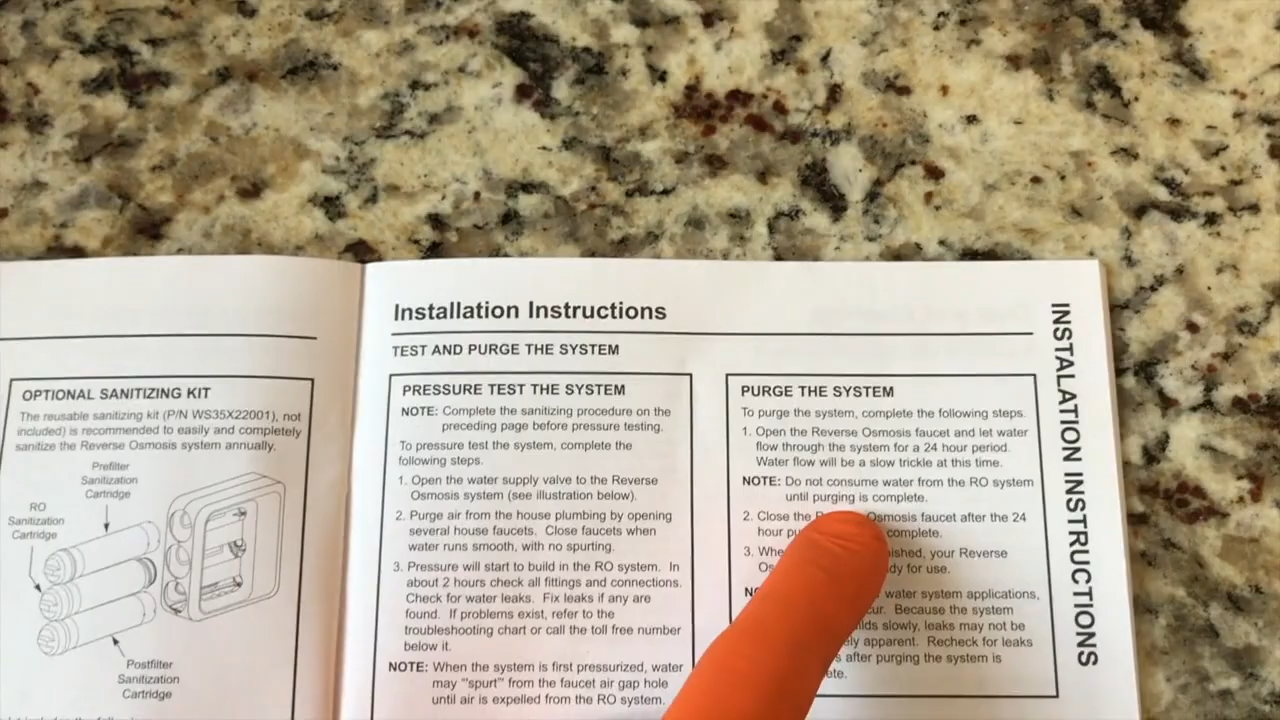 OPTIONAL SANITIZING KIT
The reusable sanitizing kit (P/N WS35X22001), not
included) is recommended to easily and completely
sanitize the Reverse Osmosis system annually.
Prefilter
Sanitization
Cartridge
RO
Sanitization
Cartridge
Postfilter
Sanitization
Cartridge
Installation Instructions
TEST AND PURGE THE SYSTEM
PRESSURE TEST THE SYSTEM
NOTE: Complete the sanitizing procedure on the
preceding page before pressure testing.
To pressure test the system, complete the
following steps.
1. Open the water supply valve to the Reverse
Osmosis system (see illustration below).
2. Purge air from the house plumbing by opening
several house faucets. Close faucets when
water runs smooth, with no spurting.
3. Pressure will start to build in the RO system. In
about 2 hours check all fittings and connections.
Check for water leaks. Fix leaks if any are
found. If problems exist, refer to the
troubleshooting chart or call the toll free number
below it.
NOTE: When the system is first pressurized, water
may "spurt" from the faucet air gap hole
until air is expelled from the RO system.
PURGE THE SYSTEM
To purge the system, complete the following steps.
1. Open the Reverse Osmosis faucet and let water
flow through the system for a 24 hour period.
Water flow will be a slow trickle at this time.
NOTE: Do not consume water from the RO system
until purging is complete.
2. Close the Osmosis faucet after the 24
hour complete.
3. your Reverse
for use.
water system applications,
Because the system
slowly, leaks may not be
apparent. Recheck for leaks
after purging the system is
INSTALATION INSTRUCTIONS